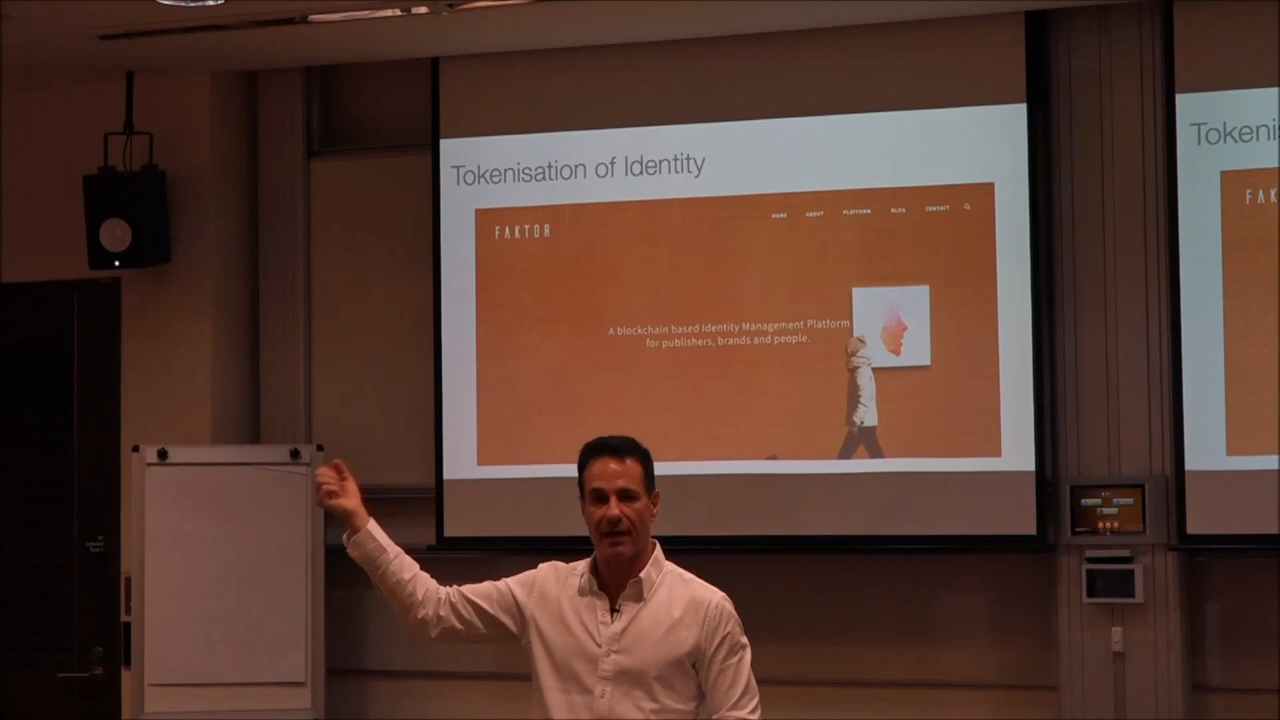 Tokenisation of Identity
FAKTOR
HOME ABOUT PLATFORM BLOG CONTACT
A blockchain based Identity Management Platform
for publishers, brands and people.
Tokeni
FAK